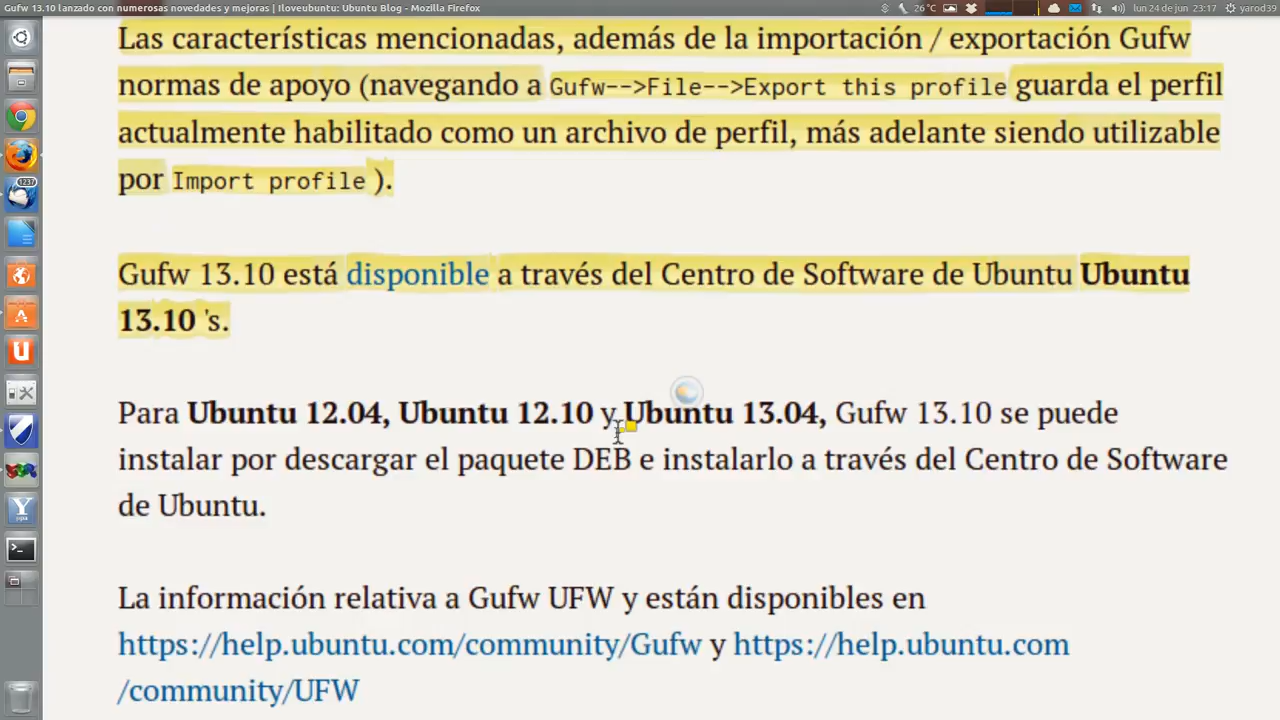 Gufw 13.10 lanzado con numerosas novedades y mejoras | Iloveubuntu: Ubuntu Blog - Mozilla Firefox
26°C
lun 24 de jun 23:17
yarod39
Las características mencionadas, además de la importación / exportación Gufw
normas de apoyo (navegando a Gufw-->File-->Export this profile guarda el perfil
actualmente habilitado como un archivo de perfil, más adelante siendo utilizable
por Import profile ).
Gufw 13.10 está disponible a través del Centro de Software de Ubuntu Ubuntu
13.10 's.
Para Ubuntu 12.04, Ubuntu 12.10 y Ubuntu 13.04, Gufw 13.10 se puede
instalar por descargar el paquete DEB e instalarlo a través del Centro de Software
de Ubuntu.
La información relativa a Gufw UFW y están disponibles en
https://help.ubuntu.com/community/Gufw y https://help.ubuntu.com
/community/UFW
1237